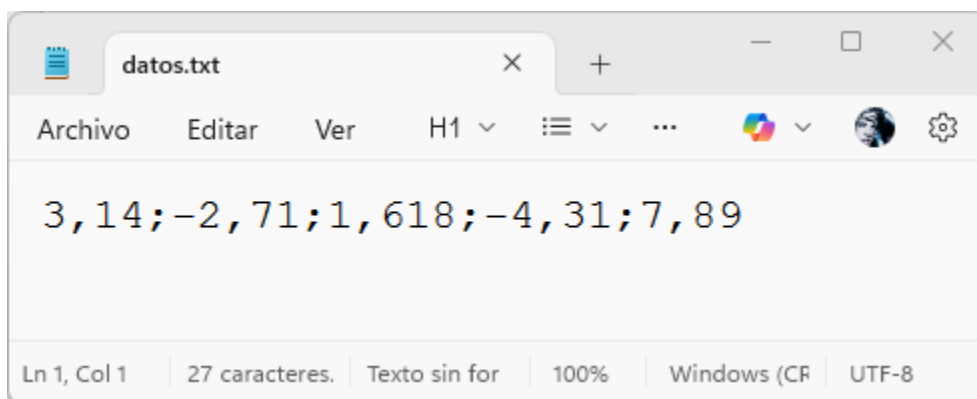 datos.txt
Archivo Editar Ver H1
3,14;-2,71;1,618;-4,31;7,89
Ln 1, Col 1 27 caracteres. Texto sin for 100% Windows (CR UTF-8